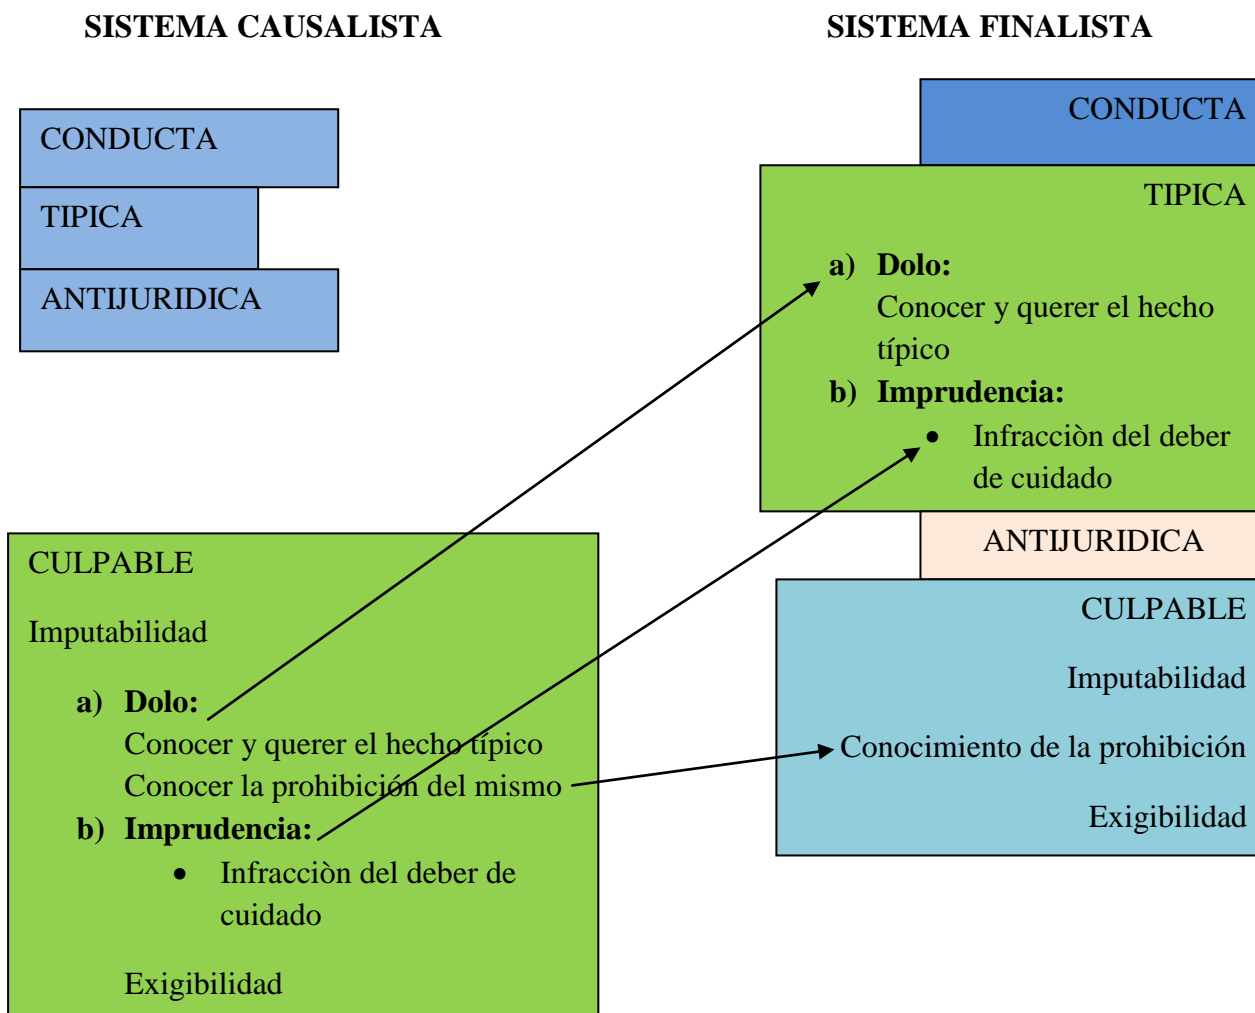 SISTEMA CAUSALISTA
CONDUCTA
TIPICA
ANTIJURIDICA
CULPABLE
Imputabilidad
a) Dolo:
Conocer y querer el hecho típico
Conocer la prohibición del mismo
b) Imprudencia:
• Infracciòn del deber de
cuidado
Exigibilidad
SISTEMA FINALISTA
CONDUCTA
TIPICA
a) Dolo:
Conocer y querer el hecho
típico
b) Imprudencia:
• Infracciòn del deber
de cuidado
ANTIJURIDICA
CULPABLE
Imputabilidad
Conocimiento de la prohibición
Exigibilidad